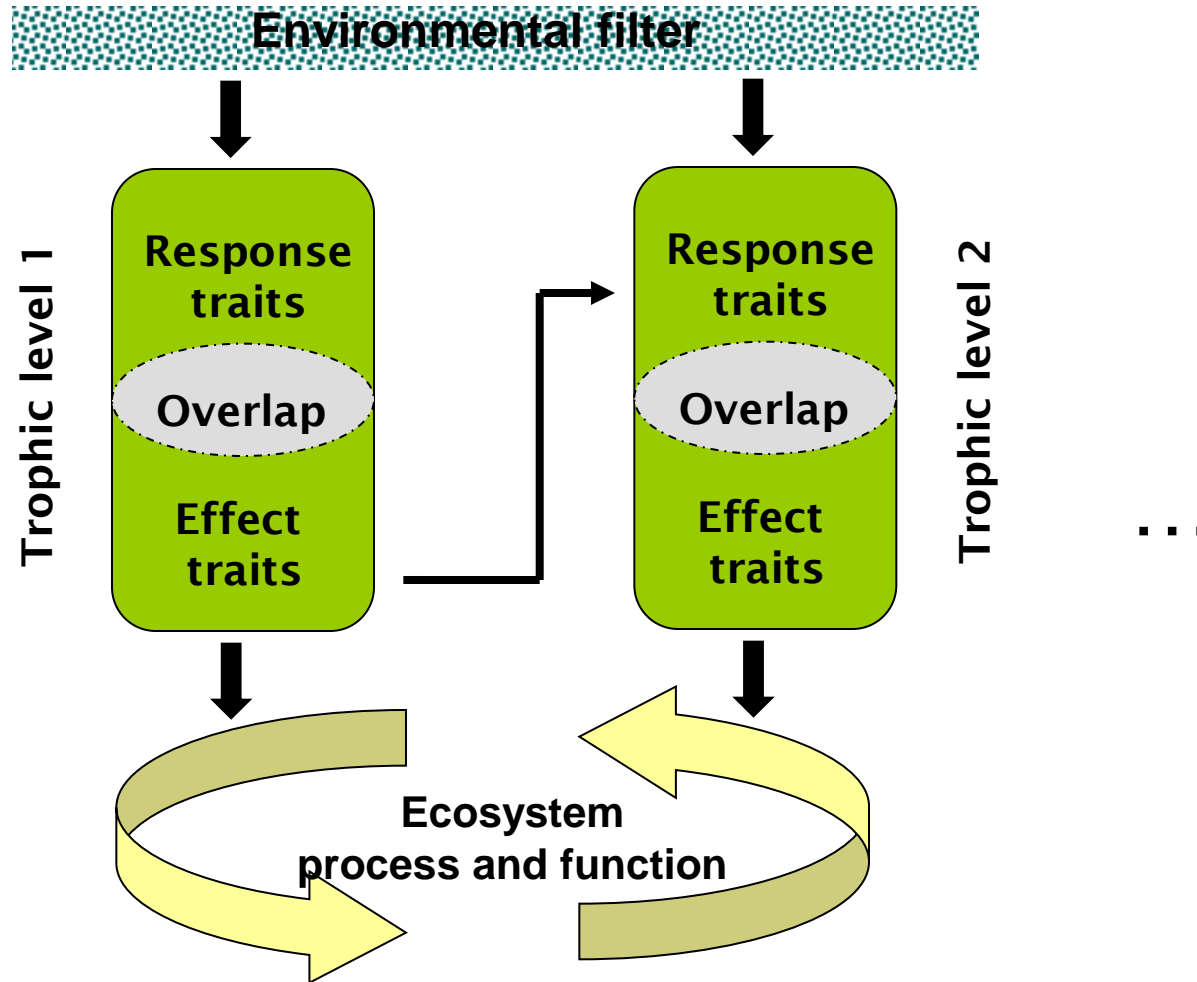 Environmental filter
Trophic level 1
Response
traits
Overlap
Effect
traits
Response
traits
Overlap
Effect
traits
Trophic level 2
...
Ecosystem
process and function